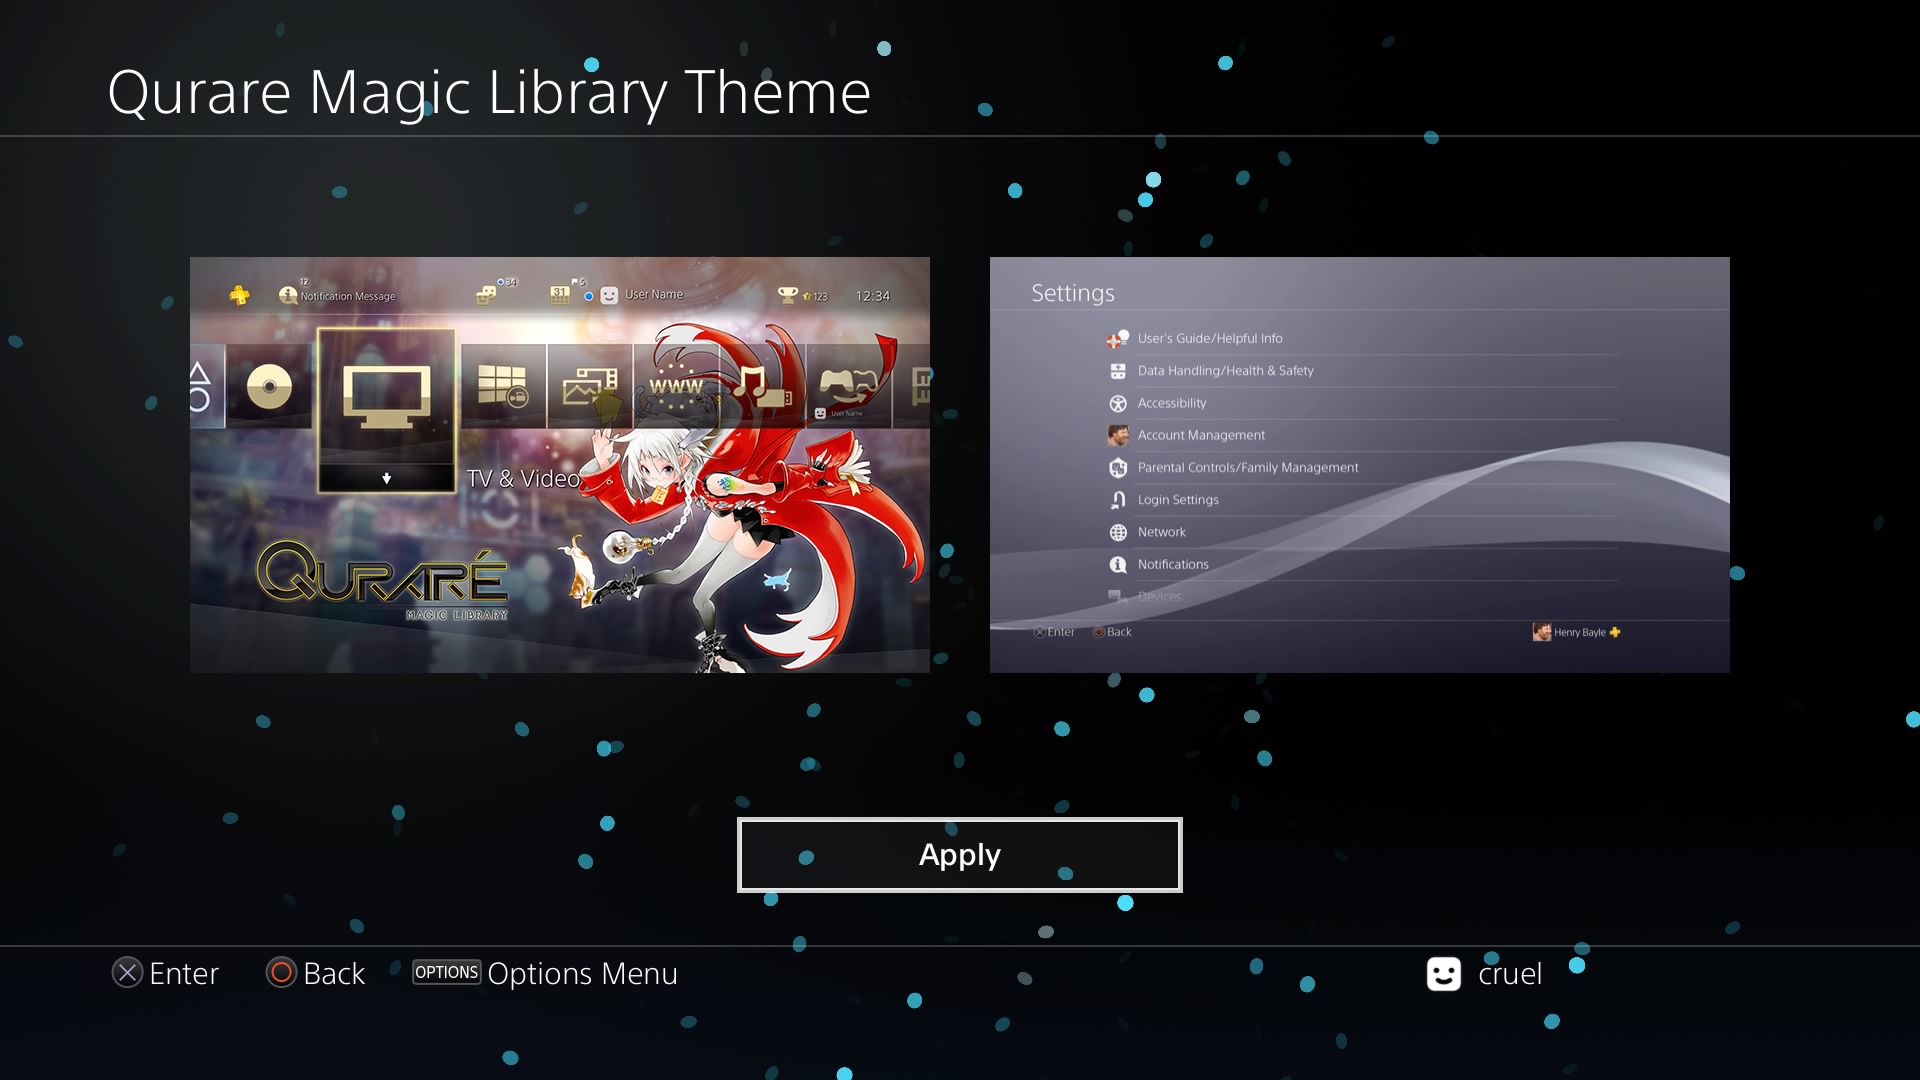 Qurare Magic Library Theme
12
Notification Message
34
31
5
User Name
123
12:34
WWW
User Name
TV & Video
QURARÉ
MAGIC LIBRARY
Settings
User's Guide/Helpful Info
Data Handling/Health & Safety
Accessibility
Account Management
Parental Controls/Family Management
Login Settings
Network
Notifications
Devices
Enter
Back
Henry Bayle
Apply
Enter
Back
OPTIONS
Options Menu
cruel